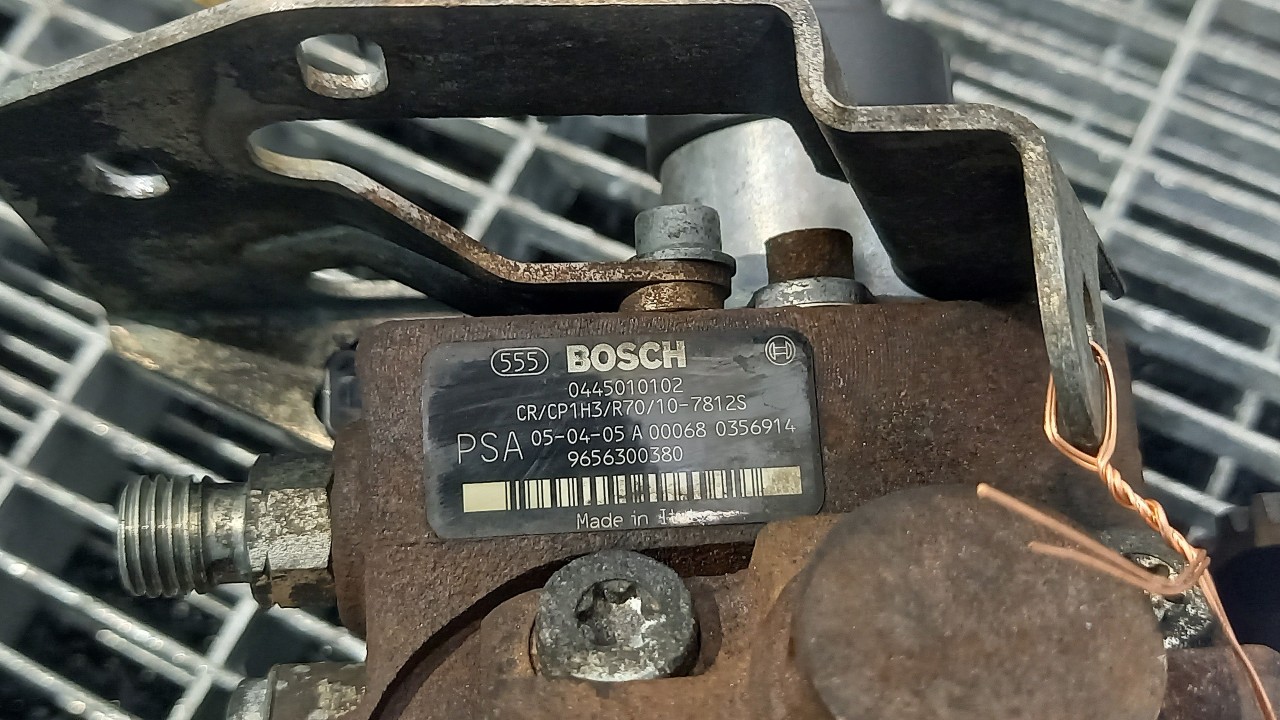 555 BOSCH
0445010102
CR/CP1H3/R70/10-7812S
PSA 05-04-05 A 00068 0356914
9656300380
Made in